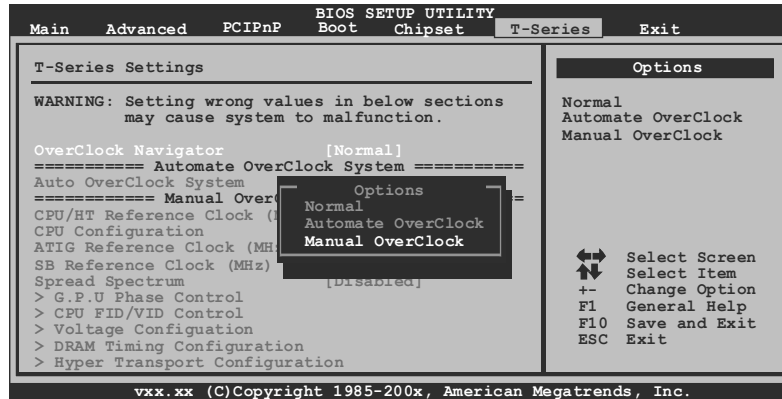 BIOS SETUP UTILITY
Main Advanced PCIPnP Boot Chipset T-Series Exit
T-Series Settings
WARNING: Setting wrong values in below sections
may cause system to malfunction.
OverClock Navigator [Normal]
=========== Automate OverClock System ===========
Auto OverClock System
============ Manual Over =
CPU/HT Reference Clock (
CPU Configuration
ATIG Reference Clock (MH
SB Reference Clock (MHz)
Spread Spectrum [Disabled]
> G.P.U Phase Control
> CPU FID/VID Control
> Voltage Configuation
> DRAM Timing Configuration
> Hyper Transport Configuration
Options
Normal
Automate OverClock
Manual OverClock
Options
Normal
Automate OverClock
Manual OverClock
Select Screen
Select Item
+- Change Option
F1 General Help
F10 Save and Exit
ESC Exit
vxx.xx (C)Copyright 1985-200x, American Megatrends, Inc.